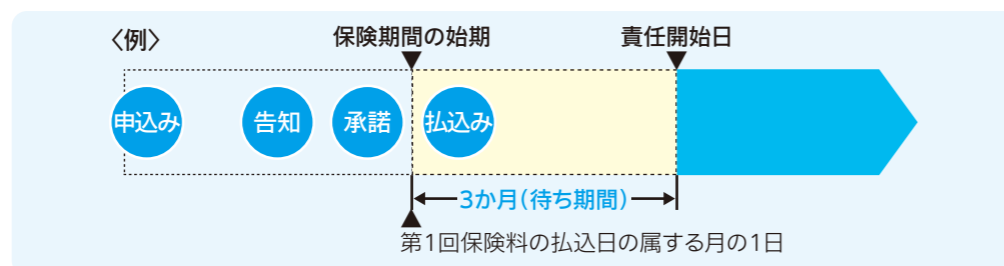 〈例〉
保険期間の始期
責任開始日
申込み
告知
承諾
払込み
3か月(待ち期間)
第1回保険料の払込日の属する月の1日